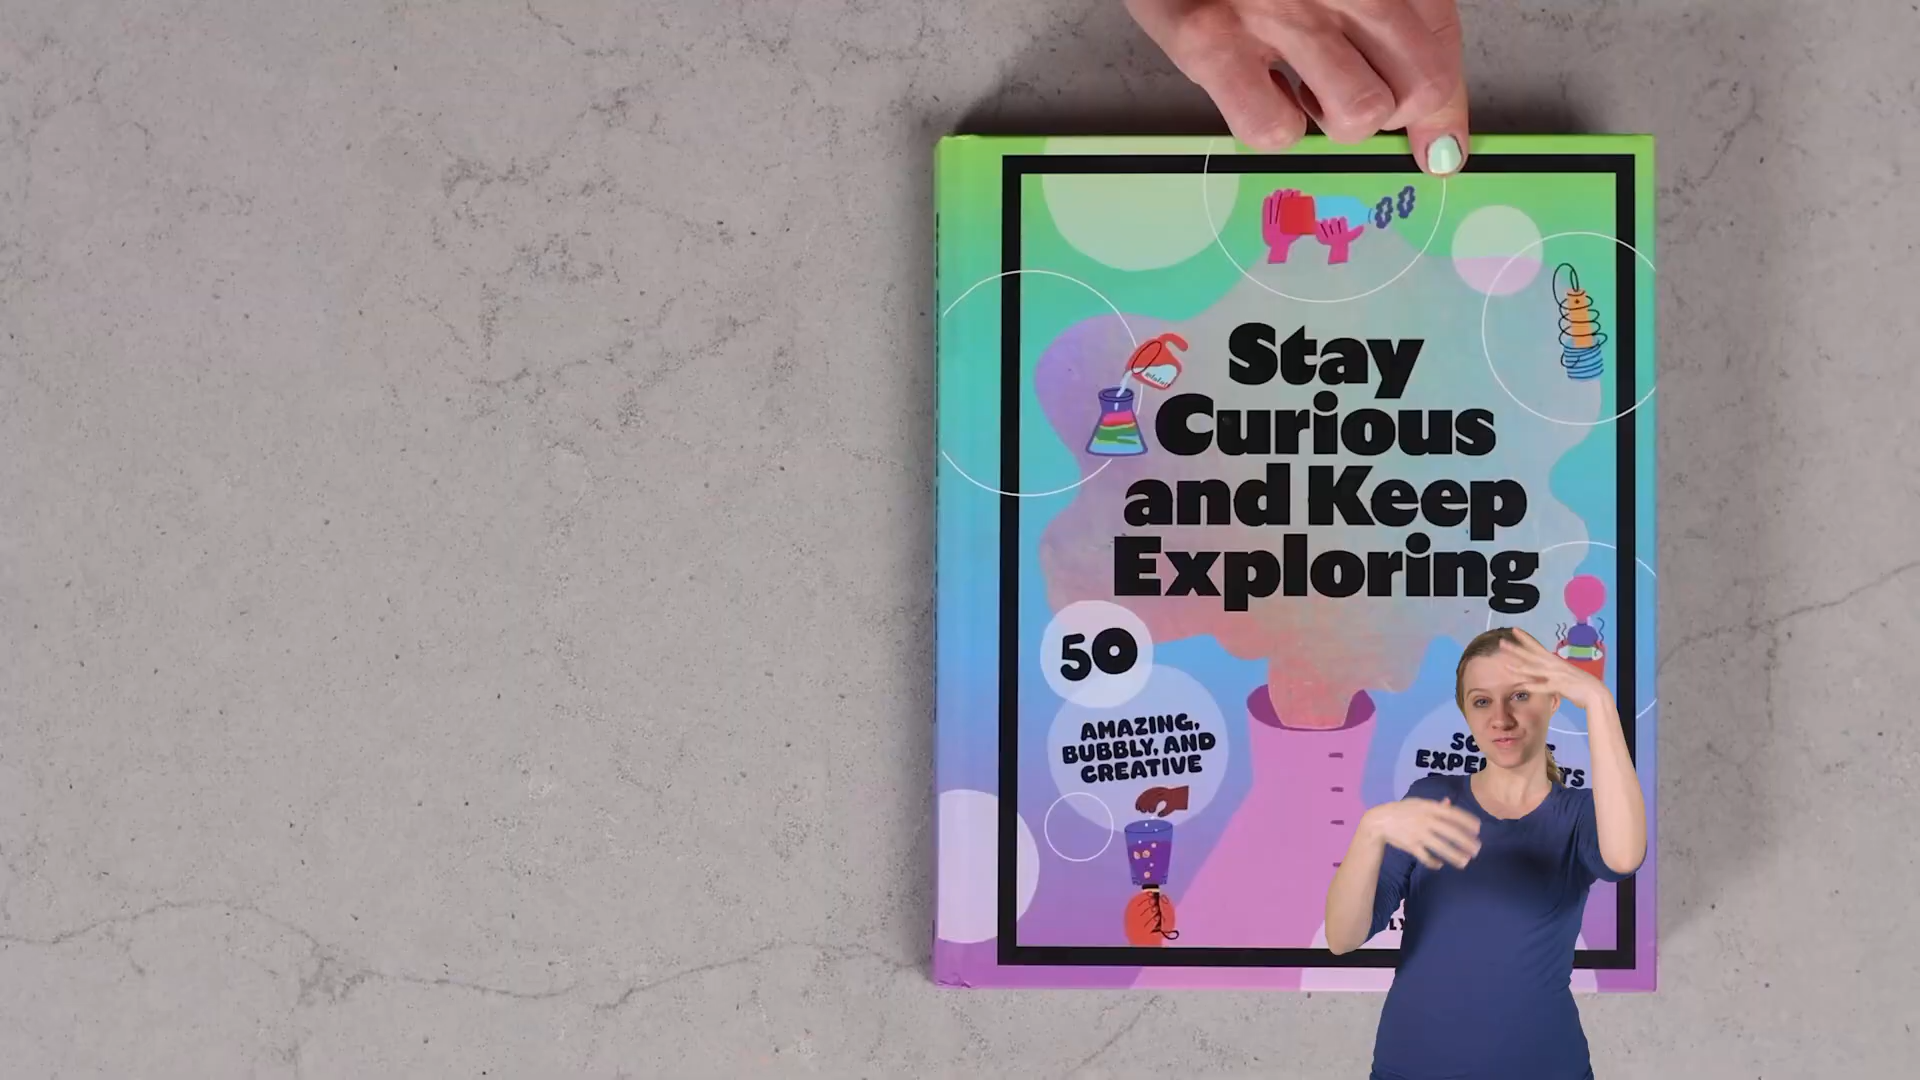 Stay
Curious
and Keep
Exploring
50
AMAZING,
BUBBLY, AND
CREATIVE